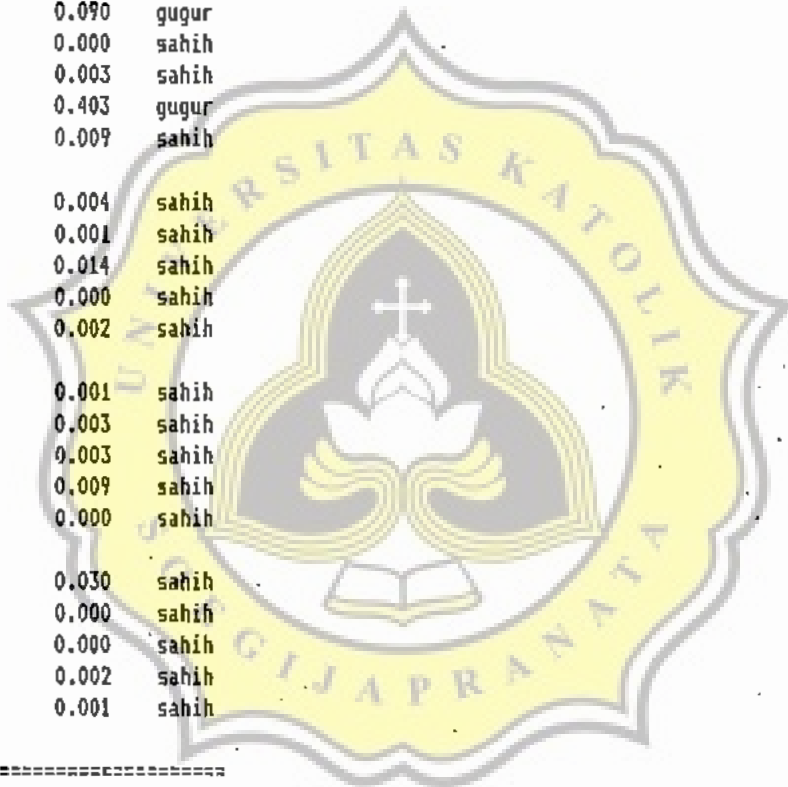 0.090 gugur
0.000 sahih
0.003 sahih
0.403 gugur
0.009 sahih
0.004 sahih
0.001 sahih
0.014 sahih
0.000 sahih
0.002 sahih
0.001 sahih
0.003 sahih
0.003 sahih
0.009 sahih
0.000 sahih
0.030 sahih
0.000 sahih
0.000 sahih
0.002 sahih
0.001 sahih
UNIVERSITAS KATOLIK
SOEGIJAPRANATA